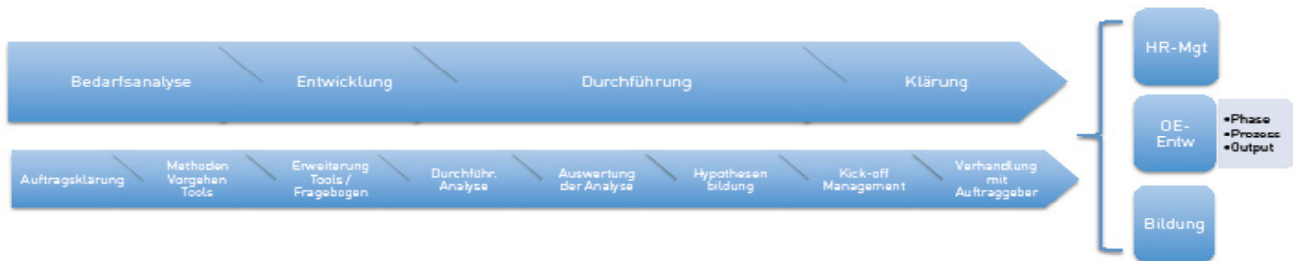 Bedarfsanalyse
Entwicklung
Durchführung
Klärung
Auftragsklärung
Methoden
Vorgehen
Tools
Erweiterung
Tools /
Fragebogen
Durchführ.
Analyse
Auswertung
der Analyse
Hypothesen
bildung
Kick-off
Management
Verhandlung
mit
Auftraggeber
HR-Mgt
OE-
Entw
•Phase
•Prozess
•Output
Bildung